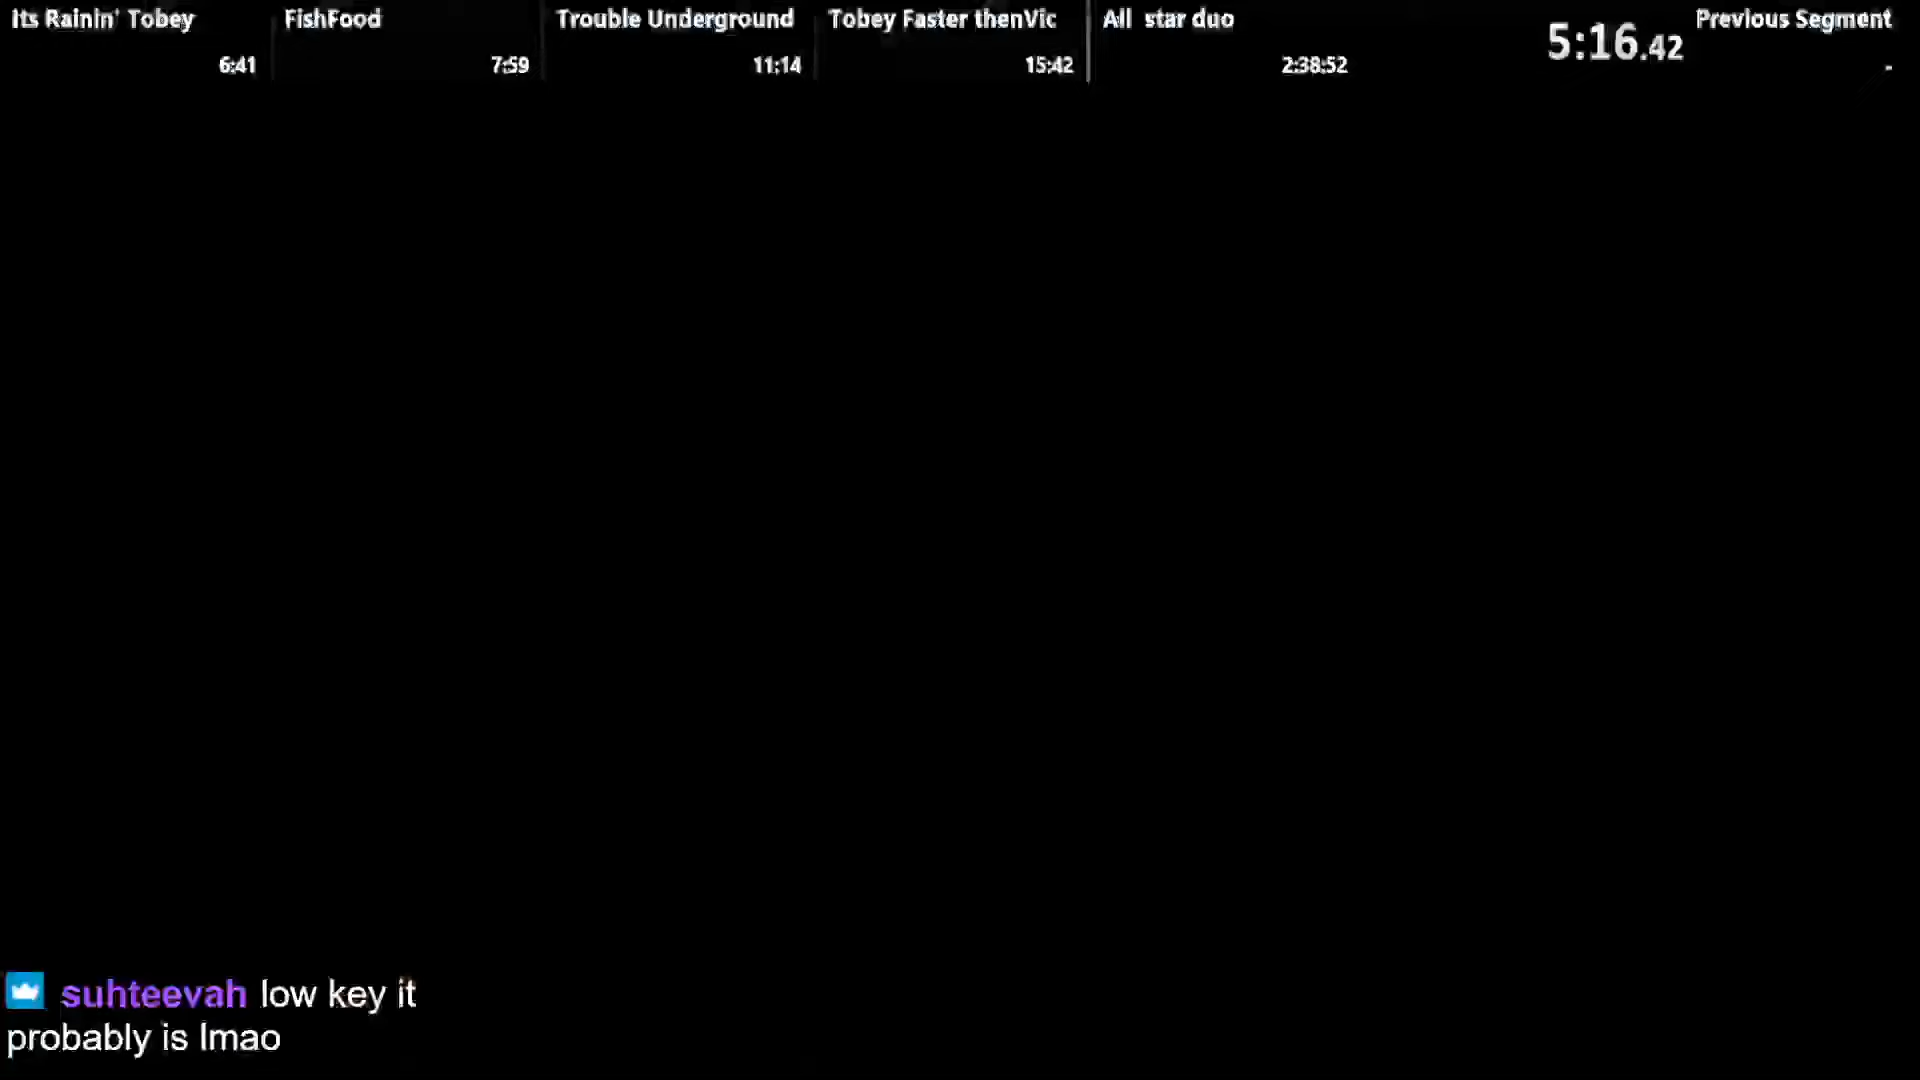 Its Rainin' Tobey
6:41
FishFood
7:59
Trouble Underground
11:14
Tobey Faster thenVic
15:42
All star duo
2:38:52
5:16.42
Previous Segment
-
suhteevah low key it
probably is lmao